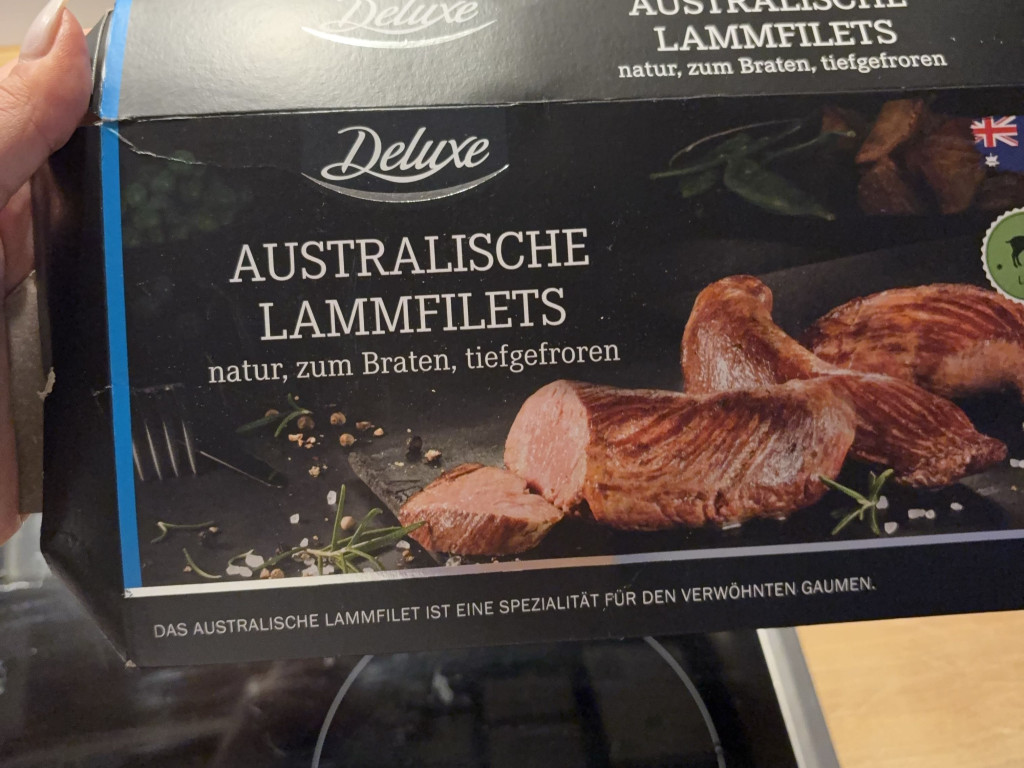 Deluxe
AUSTRALISCHE
LAMMFILETS
natur, zum Braten, tiefgefroren
Deluxe
AUSTRALISCHE
LAMMFILETS
natur, zum Braten, tiefgefroren
DAS AUSTRALISCHE LAMMFILET IST EINE SPEZIALITÄT FÜR DEN VERWÖHNTEN GAUMEN.